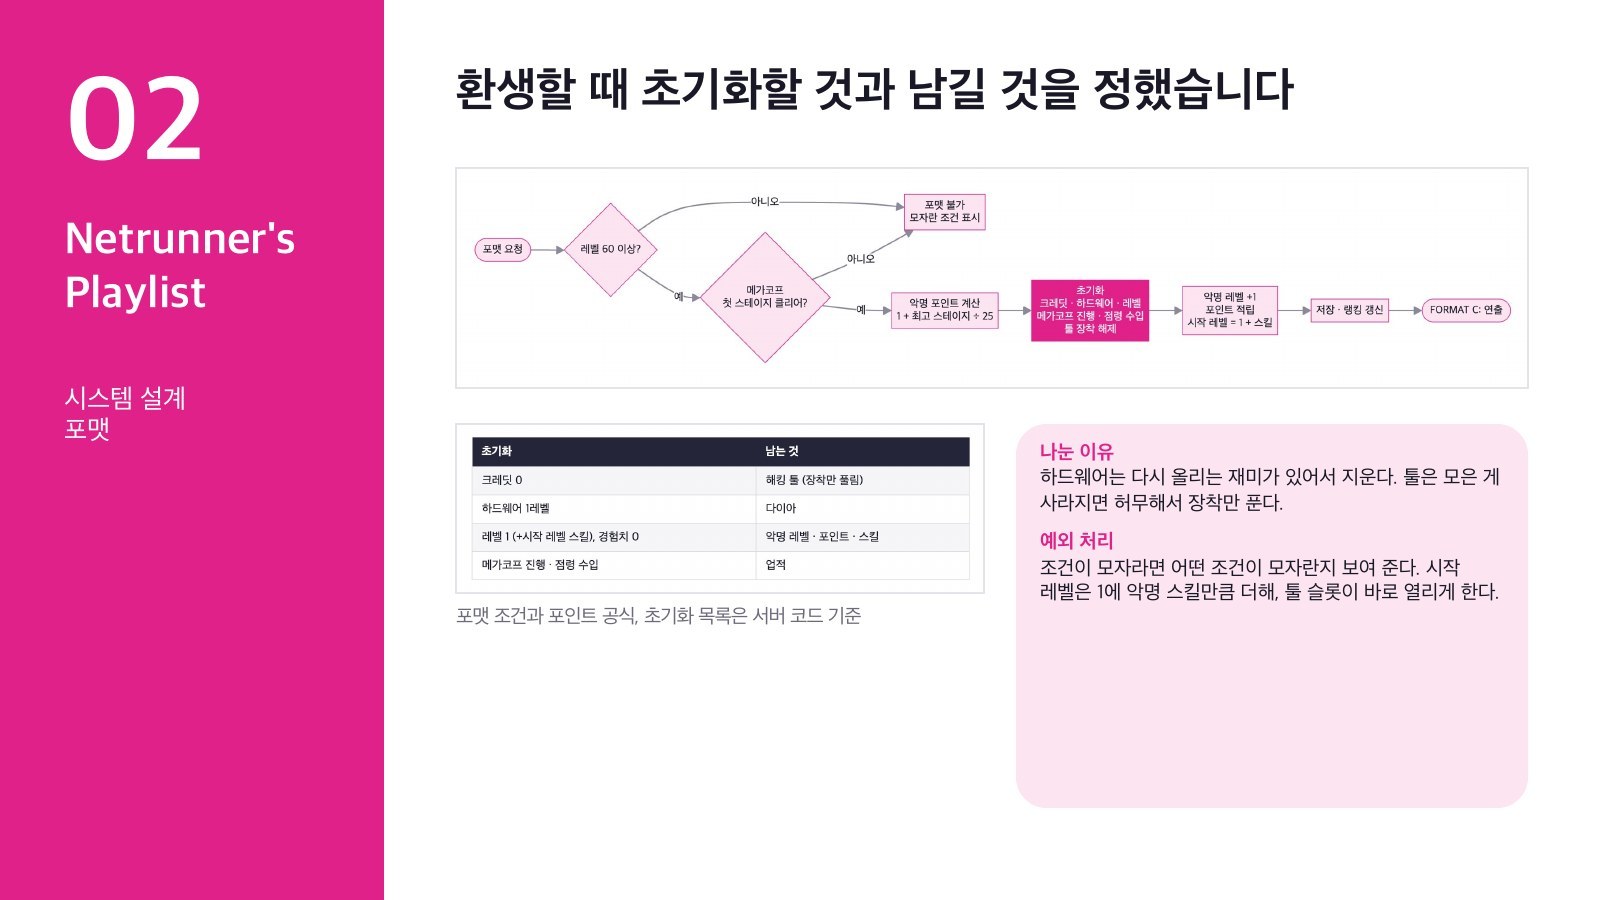 02
Netrunner's
Playlist
시스템 설계
포맷
환생할 때 초기화할 것과 남길 것을 정했습니다
포맷 요청
레벨 60 이상?
아니오
예
메가코프
첫 스테이지 클리어?
아니오
예
포맷 불가
모자란 조건 표시
악명 포인트 계산
1 + 최고 스테이지 ÷ 25
초기화
크레딧 · 하드웨어 · 레벨
메가코프 진행 · 점령 수입
툴 장착 해제
악명 레벨 +1
포인트 적립
시작 레벨 = 1 + 스킬
저장 · 랭킹 갱신
FORMAT C: 연출
초기화 남는 것
크레딧 0 해킹 툴 (장착만 풀림)
하드웨어 1레벨 다이아
레벨 1 (+시작 레벨 스킬), 경험치 0 악명 레벨 · 포인트 · 스킬
메가코프 진행 · 점령 수입 업적
포맷 조건과 포인트 공식, 초기화 목록은 서버 코드 기준
나눈 이유
하드웨어는 다시 올리는 재미가 있어서 지운다. 툴은 모은 게
사라지면 허무해서 장착만 푼다.
예외 처리
조건이 모자라면 어떤 조건이 모자란지 보여 준다. 시작
레벨은 1에 악명 스킬만큼 더해, 툴 슬롯이 바로 열리게 한다.